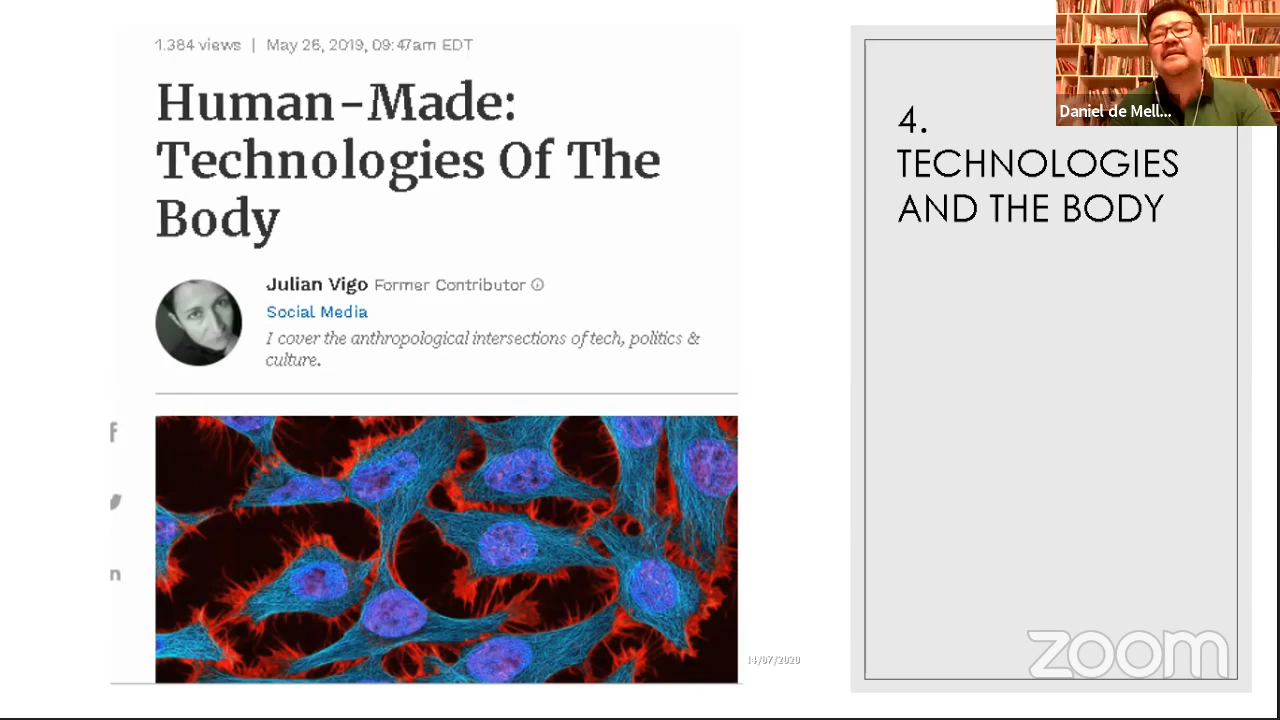 1.384 views | May 26, 2019, 09:47am EDT
Human-Made:
Technologies Of The
Body
Julian Vigo Former Contributor
Social Media
I cover the anthropological intersections of tech, politics &
culture.
f
n
14/07/2020
4.
TECHNOLOGIES
AND THE BODY
Daniel de Mell...
zoom